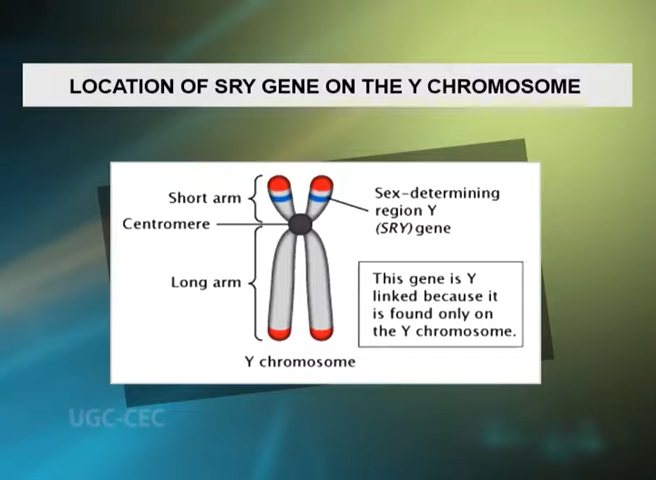 LOCATION OF SRY GENE ON THE Y CHROMOSOME
Short arm
Centromere
Long arm
Sex-determining
region Y
(SRY) gene
This gene is Y
linked because it
is found only on
the Y chromosome.
Y chromosome
UGC-CEC